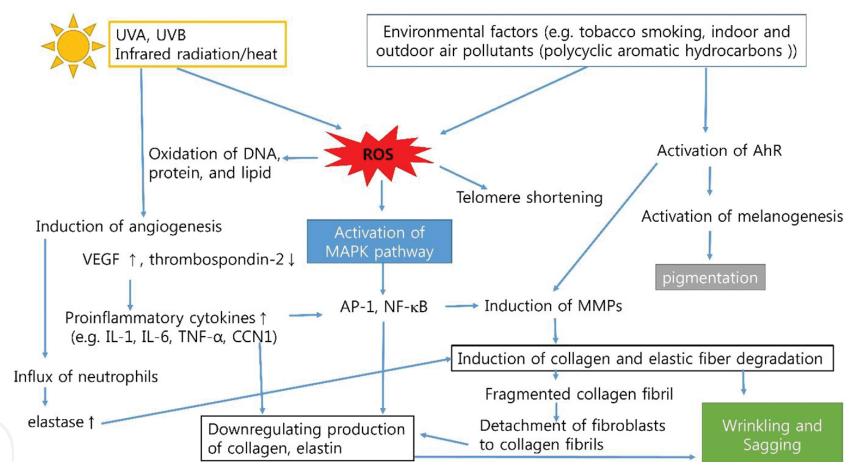 UVA, UVB
Infrared radiation/heat
Environmental factors (e.g. tobacco smoking, indoor and
outdoor air pollutants (polycyclic aromatic hydrocarbons ))
ROS
Oxidation of DNA,
protein, and lipid
Activation of AhR
Telomere shortening
Induction of angiogenesis
Activation of
MAPK pathway
Activation of melanogenesis
VEGF ↑, thrombospondin-2↓
pigmentation
Proinflammatory cytokines↑
(e.g. IL-1, IL-6, TNF-α, CCN1)
AP-1, NF-κB
Induction of MMPs
Induction of collagen and elastic fiber degradation
Influx of neutrophils
Fragmented collagen fibril
elastase↑
Downregulating production
of collagen, elastin
Detachment of fibroblasts
to collagen fibrils
Wrinkling and
Sagging